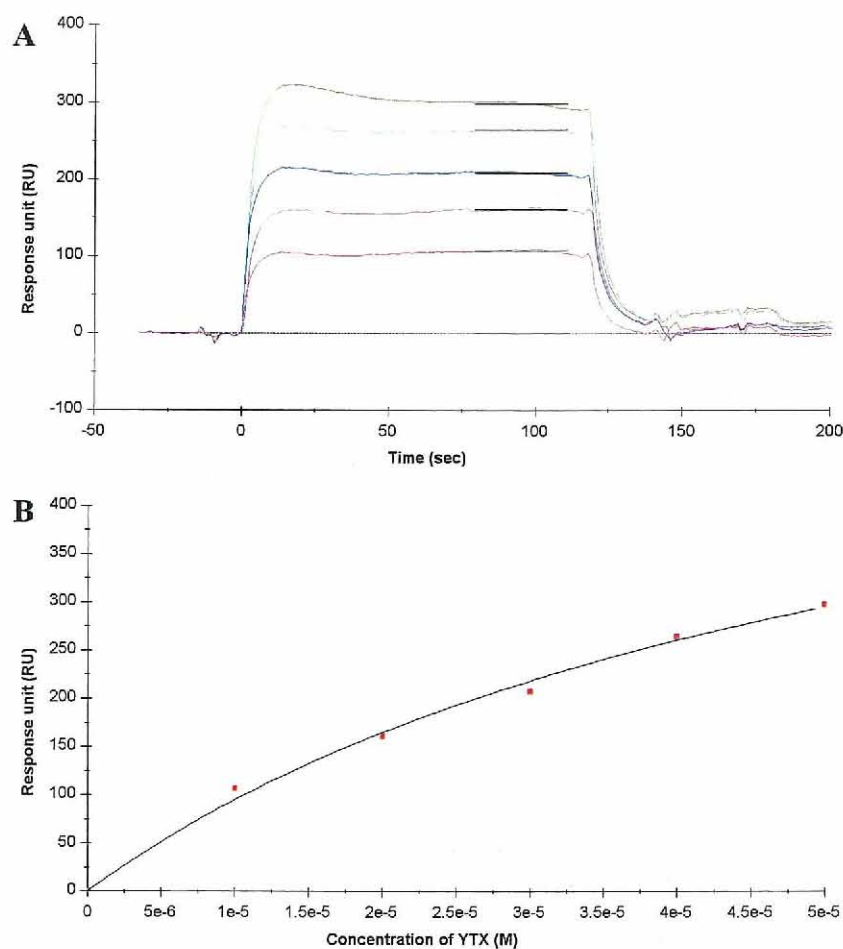 A
400
300
200
100
0
-100
Response unit (RU)
-50 0 50 100 150 200
Time (sec)
B
400
350
300
250
200
150
100
50
0
Response unit (RU)
0 5e-6 1e-5 1.5e-5 2e-5 2.5e-5 3e-5 3.5e-5 4e-5 4.5e-5 5e-5
Concentration of YTX (M)